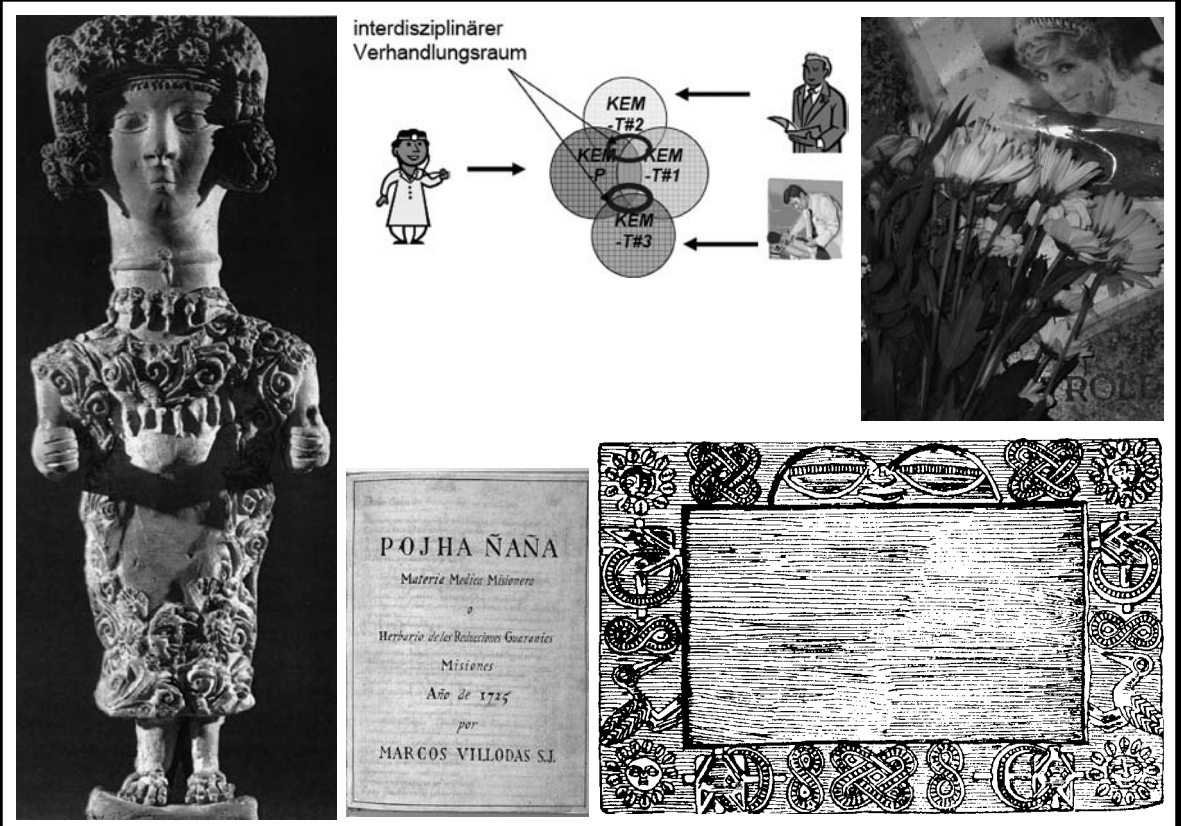 interdisziplinärer
Verhandlungsraum
KEM
-T#2
KEM
-P
KEM
-T#1
KEM
-T#3
ROLE
POJHA ÑAÑA
Materia Medica Misionera
o
Herbario de las Reducciones Guaranies
Misiones
Año de 1725
por
MARCOS VILLODAS S.J.